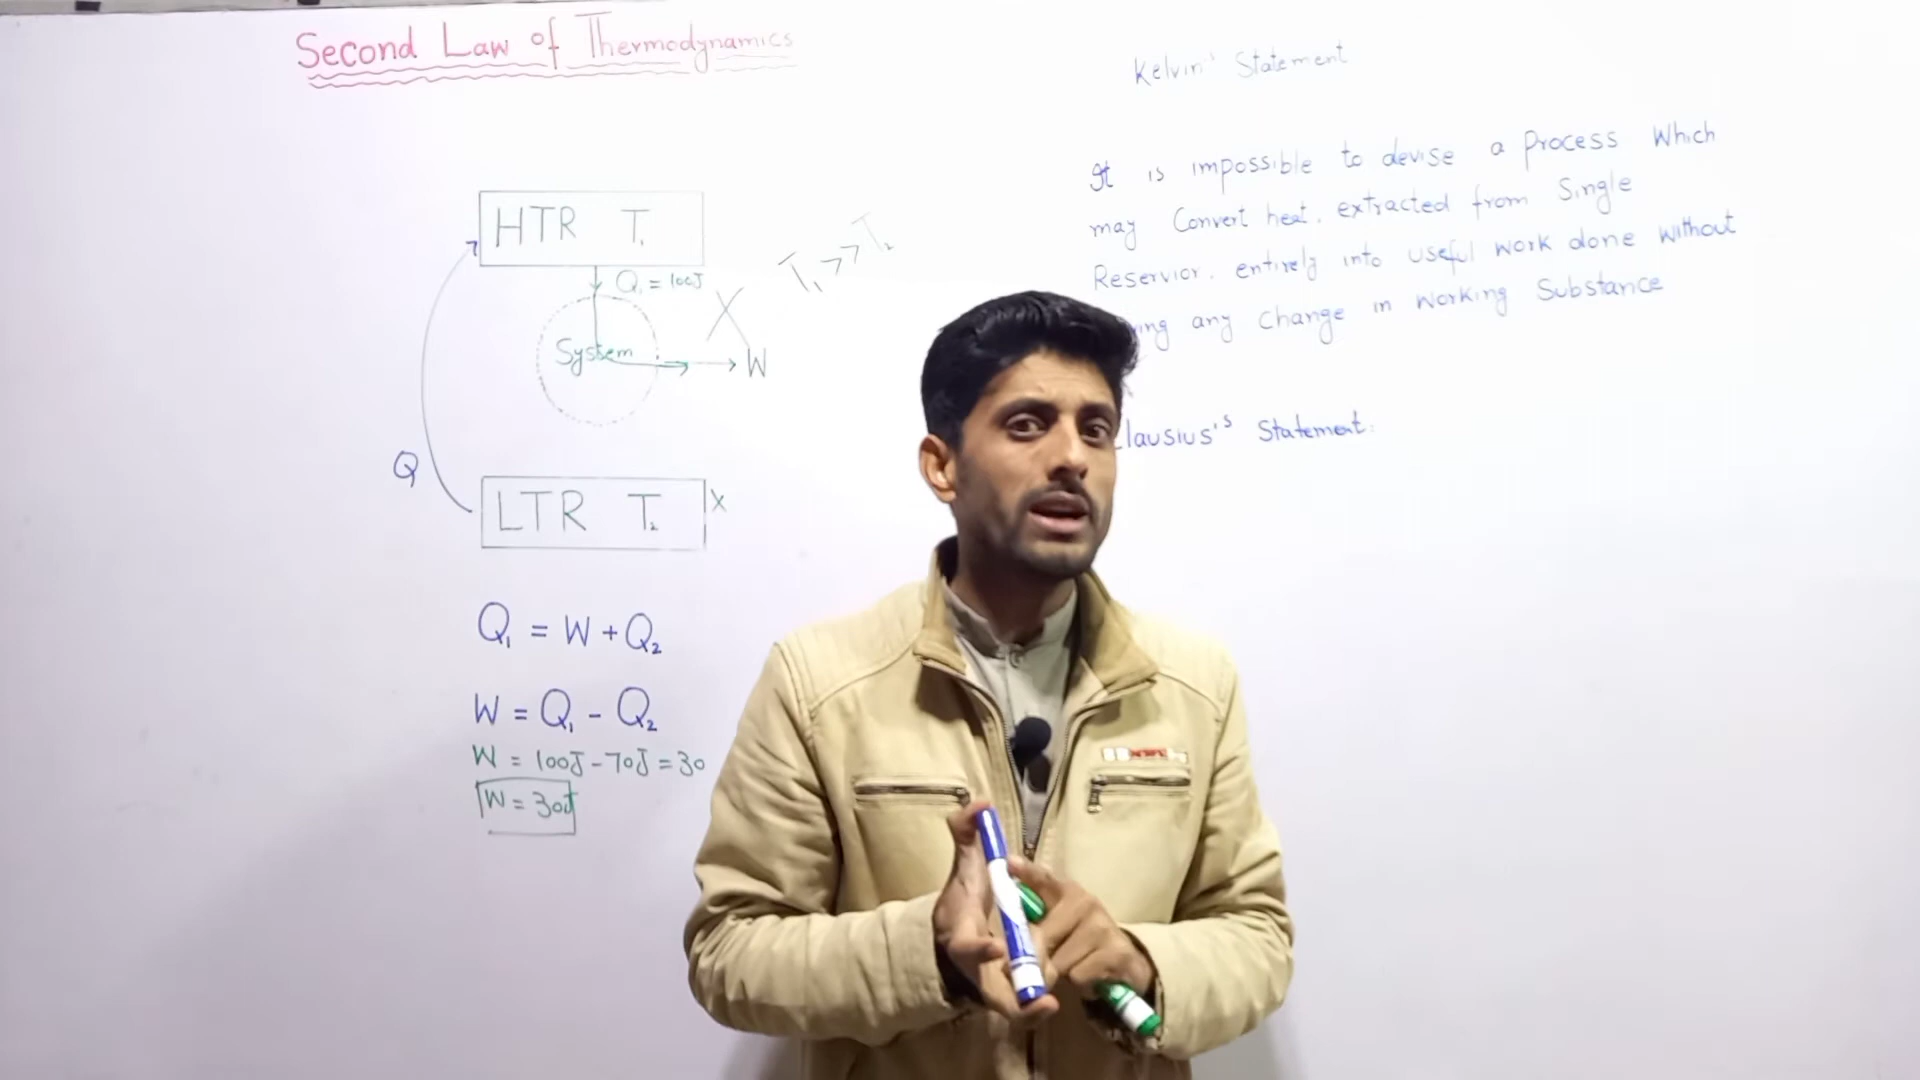 Second Law of Thermodynamics
HTR T₁
Q₁ = 100J
T₁ >> T₂
X
System
W
Q
LTR T₂
X
Q₁ = W + Q₂
W = Q₁ - Q₂
W = 100J - 70J = 30
W = 30J
Kelvin's Statement
It is impossible to devise a Process Which
may Convert heat, extracted from Single
Reservior, entirely into useful work done without
any Change in Working Substance
Statement: